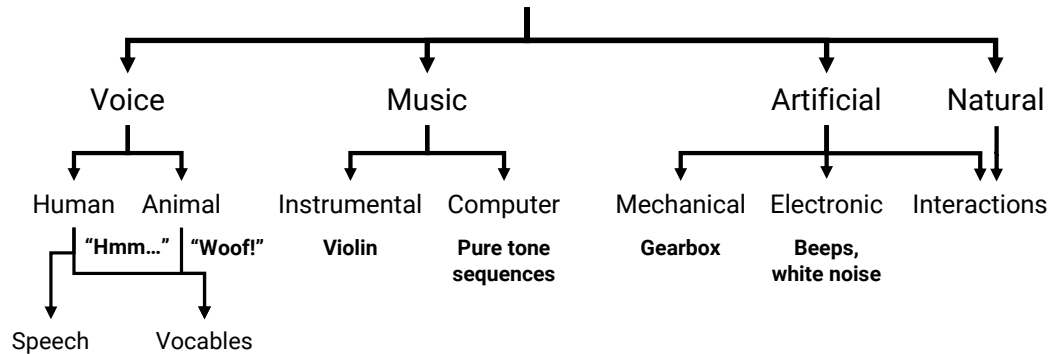 Voice Music Artificial Natural
Human Animal Instrumental Computer Mechanical Electronic Interactions
“Hmm...” “Woof!” Violin Pure tone Gearbox Beeps,
sequences white noise
Speech Vocables